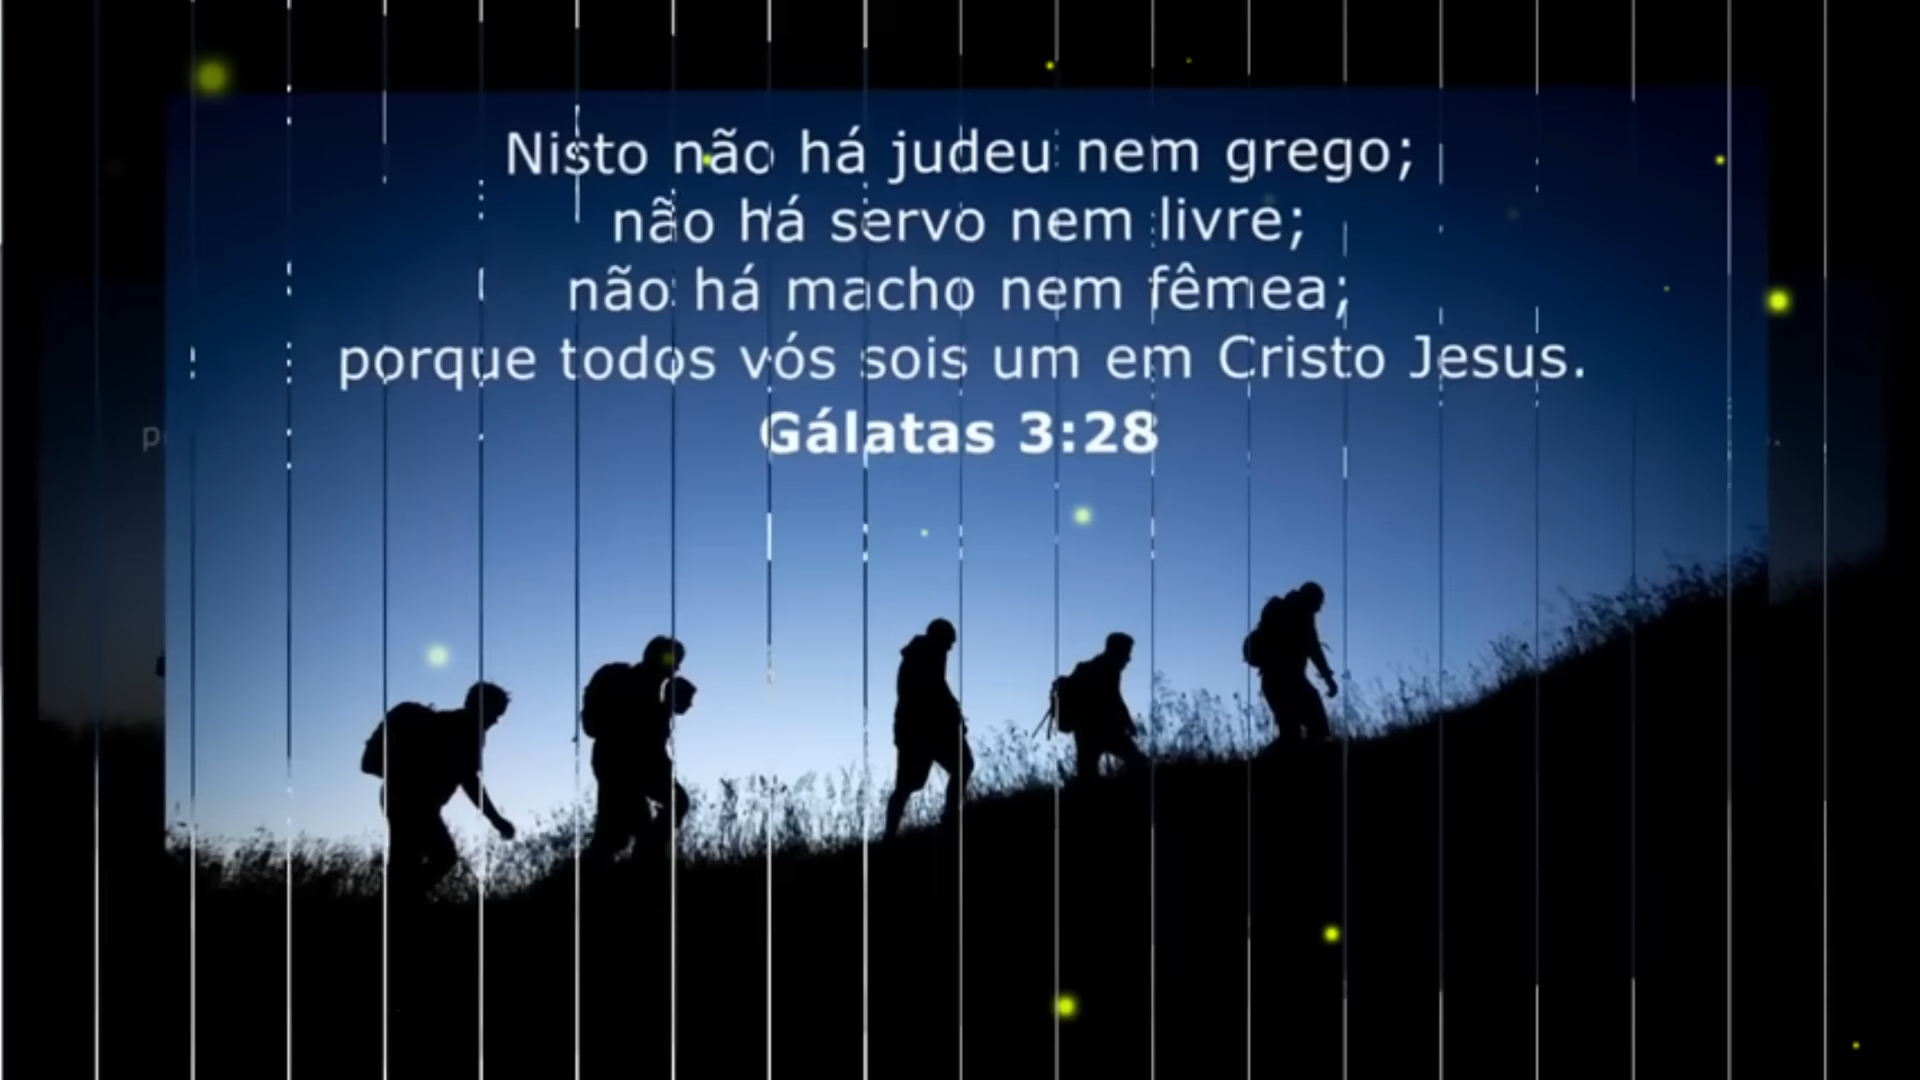 Nisto não há judeu nem grego;
não há servo nem livre;
não há macho nem fêmea;
porque todos vós sois um em Cristo Jesus.
Gálatas 3:28